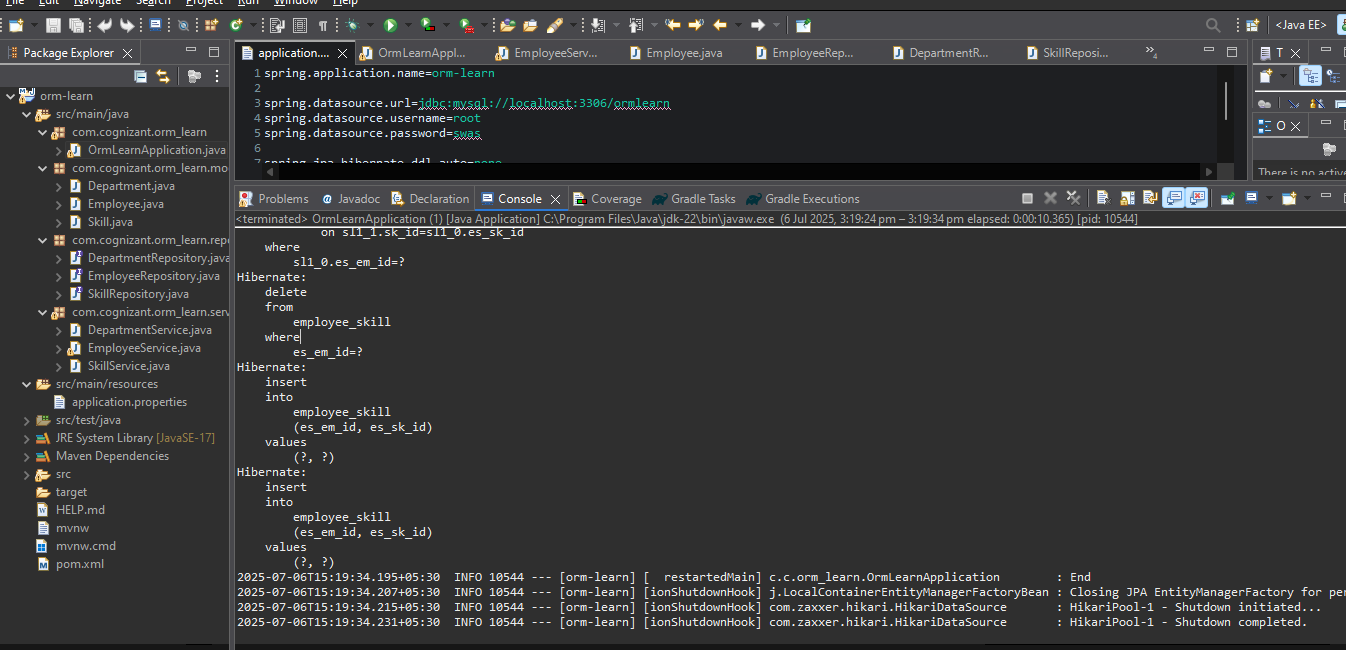 File Edit Navigate Search Project Run Window Help
<Java EE>
Package Explorer
application....
OrmLearnAppl...
EmployeeServ...
Employee.java
EmployeeRep...
DepartmentR...
SkillReposi...
4
T
orm-learn
src/main/java
com.cognizant.orm_learn
OrmLearnApplication.java
com.cognizant.orm_learn.mo
Department.java
Employee.java
Skill.java
com.cognizant.orm_learn.rep
DepartmentRepository.java
EmployeeRepository.java
SkillRepository.java
com.cognizant.orm_learn.serv
DepartmentService.java
EmployeeService.java
SkillService.java
src/main/resources
application.properties
src/test/java
JRE System Library [JavaSE-17]
Maven Dependencies
src
target
HELP.md
mvnw
mvnw.cmd
pom.xml
1 spring.application.name=orm-learn
2
3 spring.datasource.url=jdbc:mysql://localhost:3306/ormlearn
4 spring.datasource.username=root
5 spring.datasource.password=swas
6
7 spring.jpa.hibernate.ddl-auto=none
O
There is no active
Problems Javadoc Declaration Console Coverage Gradle Tasks Gradle Executions
<terminated> OrmLearnApplication (1) [Java Application] C:\Program Files\Java\jdk-22\bin\javaw.exe (6 Jul 2025, 3:19:24 pm – 3:19:34 pm elapsed: 0:00:10.365) [pid: 10544]
on sl1_1.sk_id=sl1_0.es_sk_id
where
sl1_0.es_em_id=?
Hibernate:
delete
from
employee_skill
where
es_em_id=?
Hibernate:
insert
into
employee_skill
(es_em_id, es_sk_id)
values
(?, ?)
Hibernate:
insert
into
employee_skill
(es_em_id, es_sk_id)
values
(?, ?)
2025-07-06T15:19:34.195+05:30 INFO 10544 --- [orm-learn] [ restartedMain] c.c.orm_learn.OrmLearnApplication : End
2025-07-06T15:19:34.207+05:30 INFO 10544 --- [orm-learn] [ionShutdownHook] j.LocalContainerEntityManagerFactoryBean : Closing JPA EntityManagerFactory for per
2025-07-06T15:19:34.215+05:30 INFO 10544 --- [orm-learn] [ionShutdownHook] com.zaxxer.hikari.HikariDataSource : HikariPool-1 - Shutdown initiated...
2025-07-06T15:19:34.231+05:30 INFO 10544 --- [orm-learn] [ionShutdownHook] com.zaxxer.hikari.HikariDataSource : HikariPool-1 - Shutdown completed.